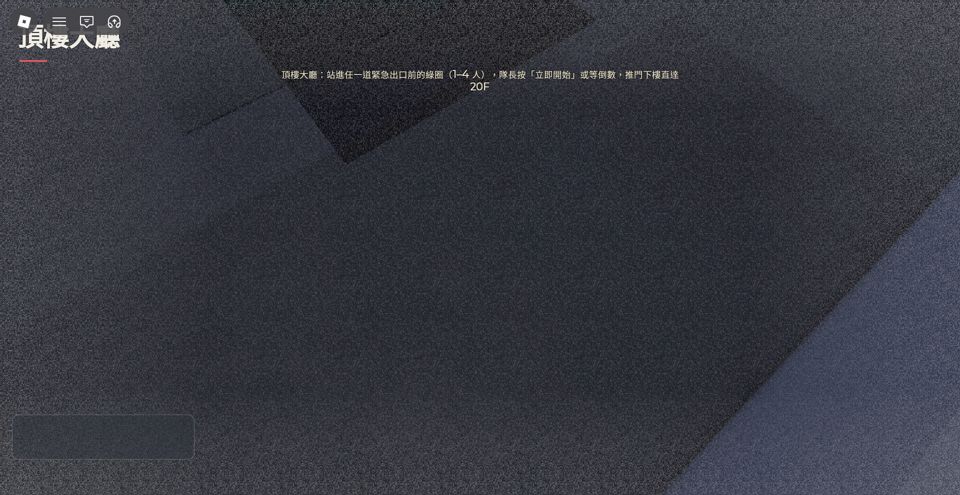 頂樓大廳
頂樓大廳：站進任一道緊急出口前的綠圈（1–4 人），隊長按「立即開始」或等倒數，推門下樓直達
20F